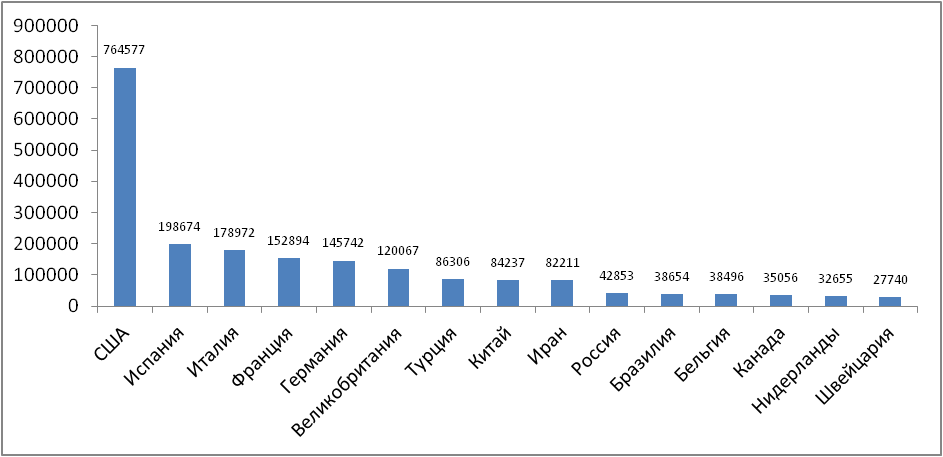 900000
800000
700000
600000
500000
400000
300000
200000
100000
0
764577
198674
178972
152894
145742
120067
86306
84237
82211
42853
38654
38496
35056
32655
27740
США
Испания
Италия
Франция
Германия
Великобритания
Турция
Китай
Иран
Россия
Бразилия
Бельгия
Канада
Нидерланды
Швейцария